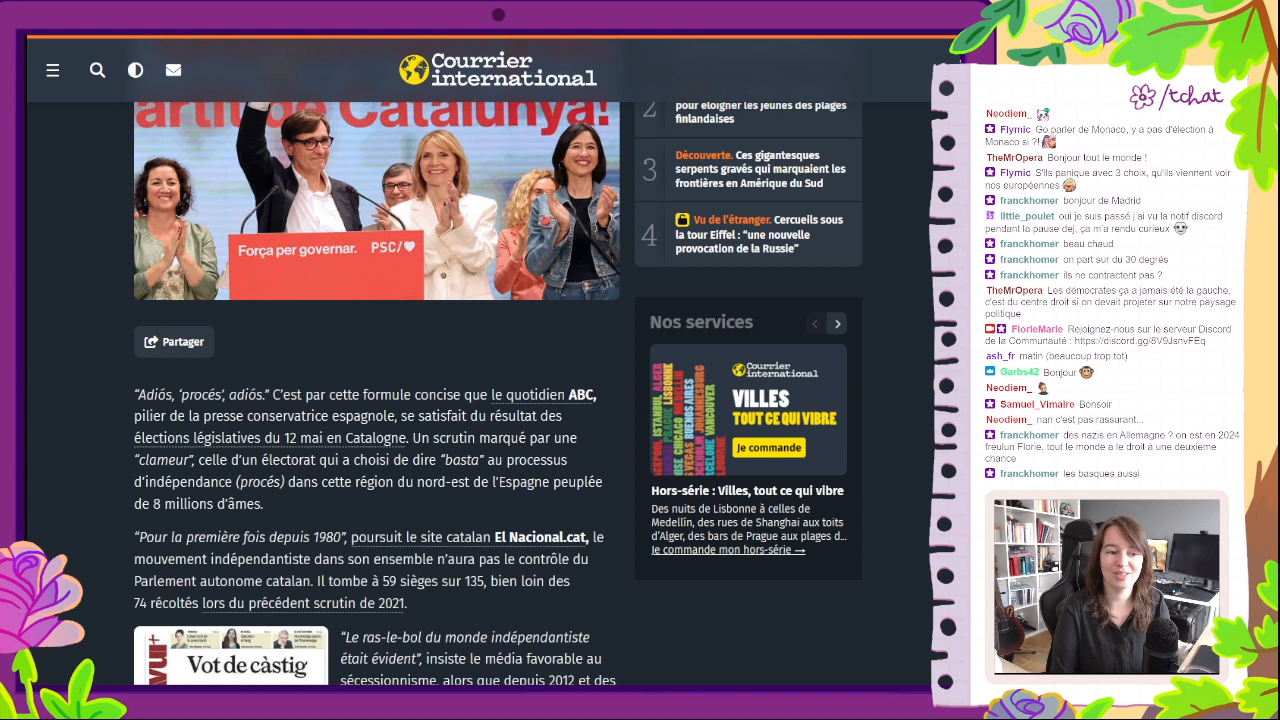 Courrier
international
artit de Catalunya!
Força per governar. PSC/
Partager
“Adiós, ‘procés’, adiós.” C’est par cette formule concise que le quotidien ABC,
pilier de la presse conservatrice espagnole, se satisfait du résultat des
élections législatives du 12 mai en Catalogne. Un scrutin marqué par une
“clameur”, celle d’un électorat qui a choisi de dire “basta” au processus
d’indépendance (procés) dans cette région du nord-est de l’Espagne peuplée
de 8 millions d’âmes.
“Pour la première fois depuis 1980”, poursuit le site catalan El Nacional.cat, le
mouvement indépendantiste dans son ensemble n’aura pas le contrôle du
Parlement autonome catalan. Il tombe à 59 sièges sur 135, bien loin des
74 récoltés lors du précédent scrutin de 2021.
Vot de càstig
“Le ras-le-bol du monde indépendantiste
était évident”, insiste le média favorable au
sécessionnisme, alors que depuis 2012 et des
2
pour éloigner les jeunes des plages
finlandaises
3
Découverte. Ces gigantesques
serpents gravés qui marquaient les
frontières en Amérique du Sud
4
Vu de l’étranger. Cercueils sous
la tour Eiffel : “une nouvelle
provocation de la Russie”
Nos services
Courrier
international
VILLES
TOUT CE QUI VIBRE
Je commande
Hors-série : Villes, tout ce qui vibre
Des nuits de Lisbonne à celles de
Medellín, des rues de Shanghai aux toits
d’Alger, des bars de Prague aux plages d...
Je commande mon hors-série →
/tchat
Neodiem_
Flymic Go parler de Monaco, y a pas d'élection à
Monaco si ?!
TheMrOpera Bonjour tout le monde !
Flymic S'ils panique avec 3 choix, qu'ils viennent voir
nos européennes
franckhomer bonjour de Madrid
little_poulet oui je suis passé j'ai vu la notif discord
pendant la pause dej, ça m'a rendu curieux
franckhomer beau chaud
franckhomer on part sur du 30 degrés
franckhomer ils ne contractent pas ?
TheMrOpera Les démocrates ça a jamais été la gauche,
c'est du centre droit si on devait projeter sur notre paysage
politique
FlorieMarie Rejoignez-nous sur le serveur Discord
de la Communauté : https://discord.gg/8V9JsnvFEq
ash_fr matin (beaucoup trop tot)
Garbs42 Bonjour
Neodiem_
Samuel_Vimaire Bonsoir
Neodiem_ nan c'est pas rassurant...
franckhomer des nazis en Allemagne ? on est en 2024
freulun Florie, tout le monde a le droit à une deuxième
chance
franckhomer les basques aussi